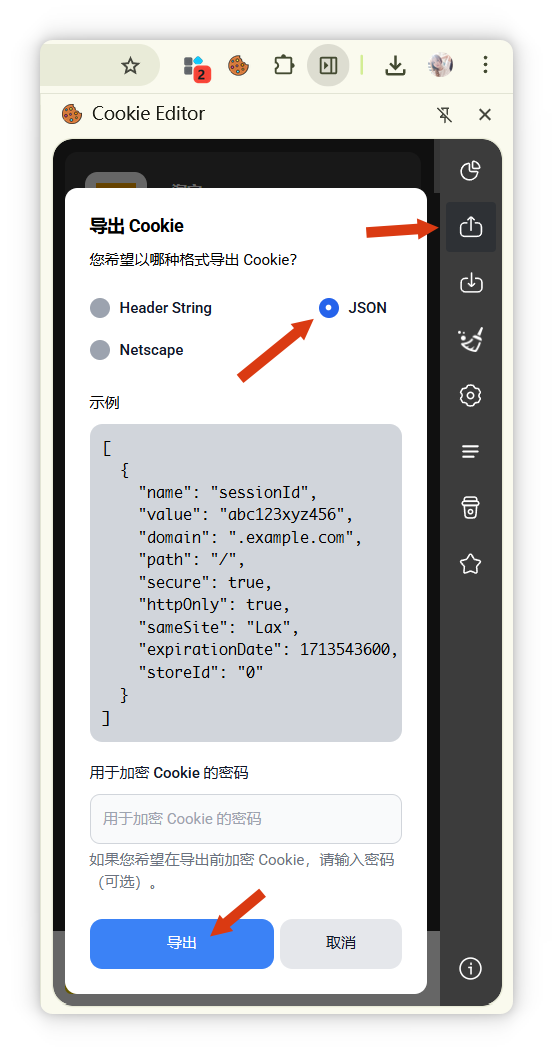 2
Cookie Editor
导出 Cookie
您希望以哪种格式导出 Cookie?
Header String
JSON
Netscape
示例
[
{
"name": "sessionId",
"value": "abc123xyz456",
"domain": ".example.com",
"path": "/",
"secure": true,
"httpOnly": true,
"sameSite": "Lax",
"expirationDate": 1713543600,
"storeId": "0"
}
]
用于加密 Cookie 的密码
用于加密 Cookie 的密码
如果您希望在导出前加密 Cookie，请输入密码
（可选）。
导出
取消